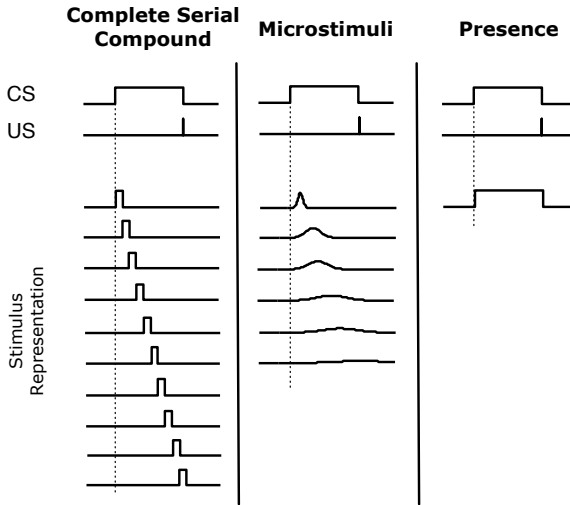 Complete Serial
Compound
Microstimuli
Presence
CS
US
Stimulus
Representation